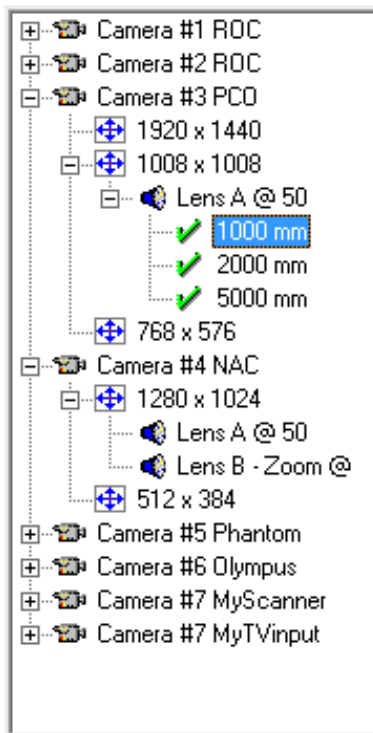 Camera #1 ROC
Camera #2 ROC
Camera #3 PCO
1920 x 1440
1008 x 1008
Lens A @ 50
1000 mm
2000 mm
5000 mm
768 x 576
Camera #4 NAC
1280 x 1024
Lens A @ 50
Lens B - Zoom @
512 x 384
Camera #5 Phantom
Camera #6 Olympus
Camera #7 MyScanner
Camera #7 MyTVinput